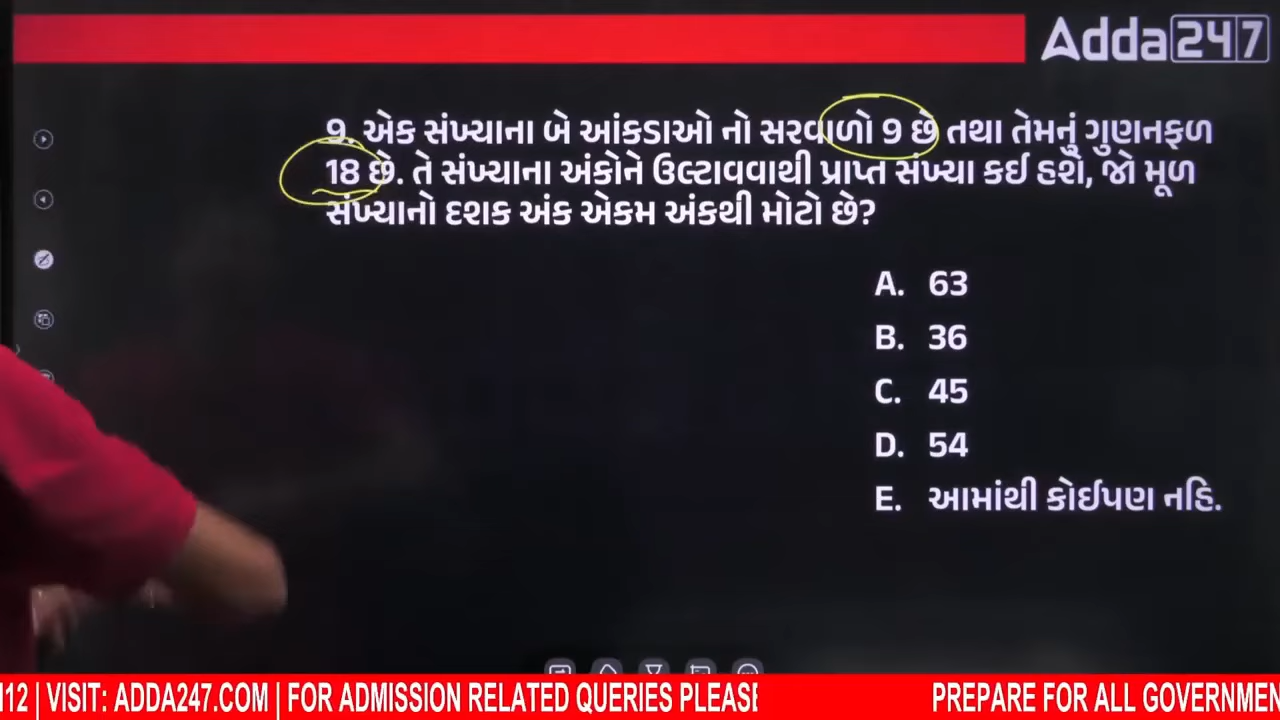 Adda247
9. એક સંખ્યાના બે આંકડાઓ નો સરવાળો 9 છે તથા તેમનું ગુણનફળ
18 છે. તે સંખ્યાના અંકોને ઉલ્ટાવવાથી પ્રાપ્ત સંખ્યા કઈ હશે, જો મૂળ
સંખ્યાનો દશક અંક એકમ અંકથી મોટો છે?
A. 63
B. 36
C. 45
D. 54
E. આમાંથી કોઈપણ નહિ.
112 | VISIT: ADDA247.COM | FOR ADMISSION RELATED QUERIES PLEASE PREPARE FOR ALL GOVERNMEN